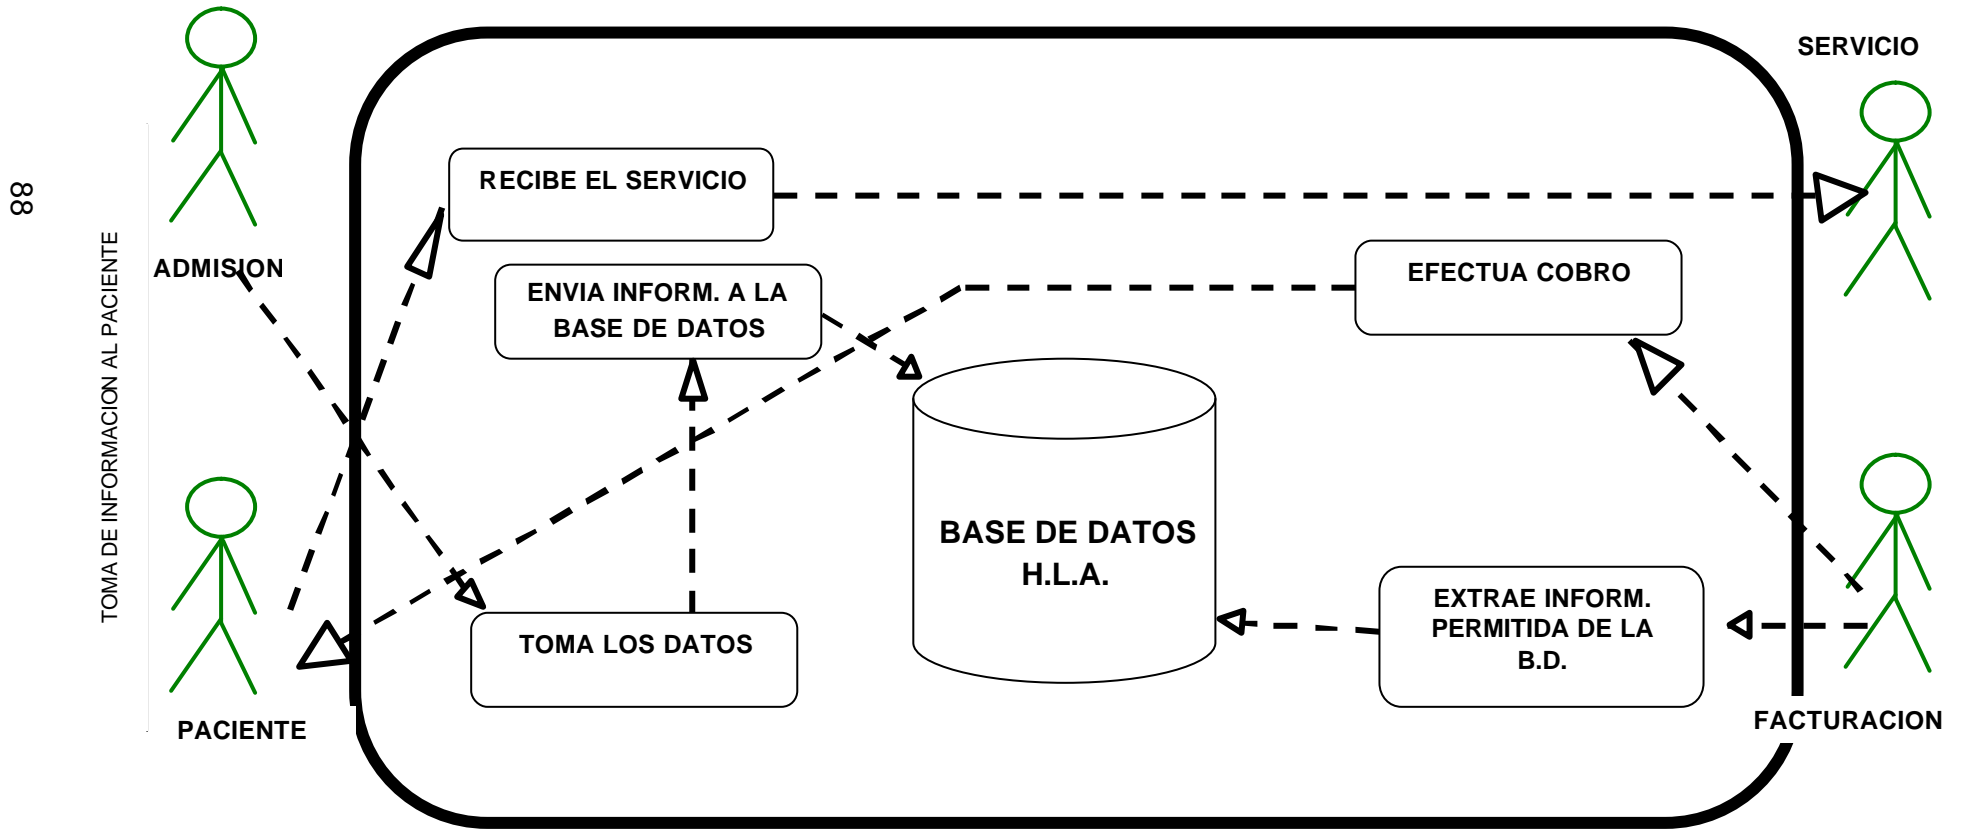 88
TOMA DE INFORMACION AL PACIENTE
ADMISION
SERVICIO
RECIBE EL SERVICIO
ENVIA INFORM. A LA
BASE DE DATOS
EFECTUA COBRO
BASE DE DATOS
H.L.A.
EXTRAE INFORM.
PERMITIDA DE LA
B.D.
TOMA LOS DATOS
PACIENTE
FACTURACION